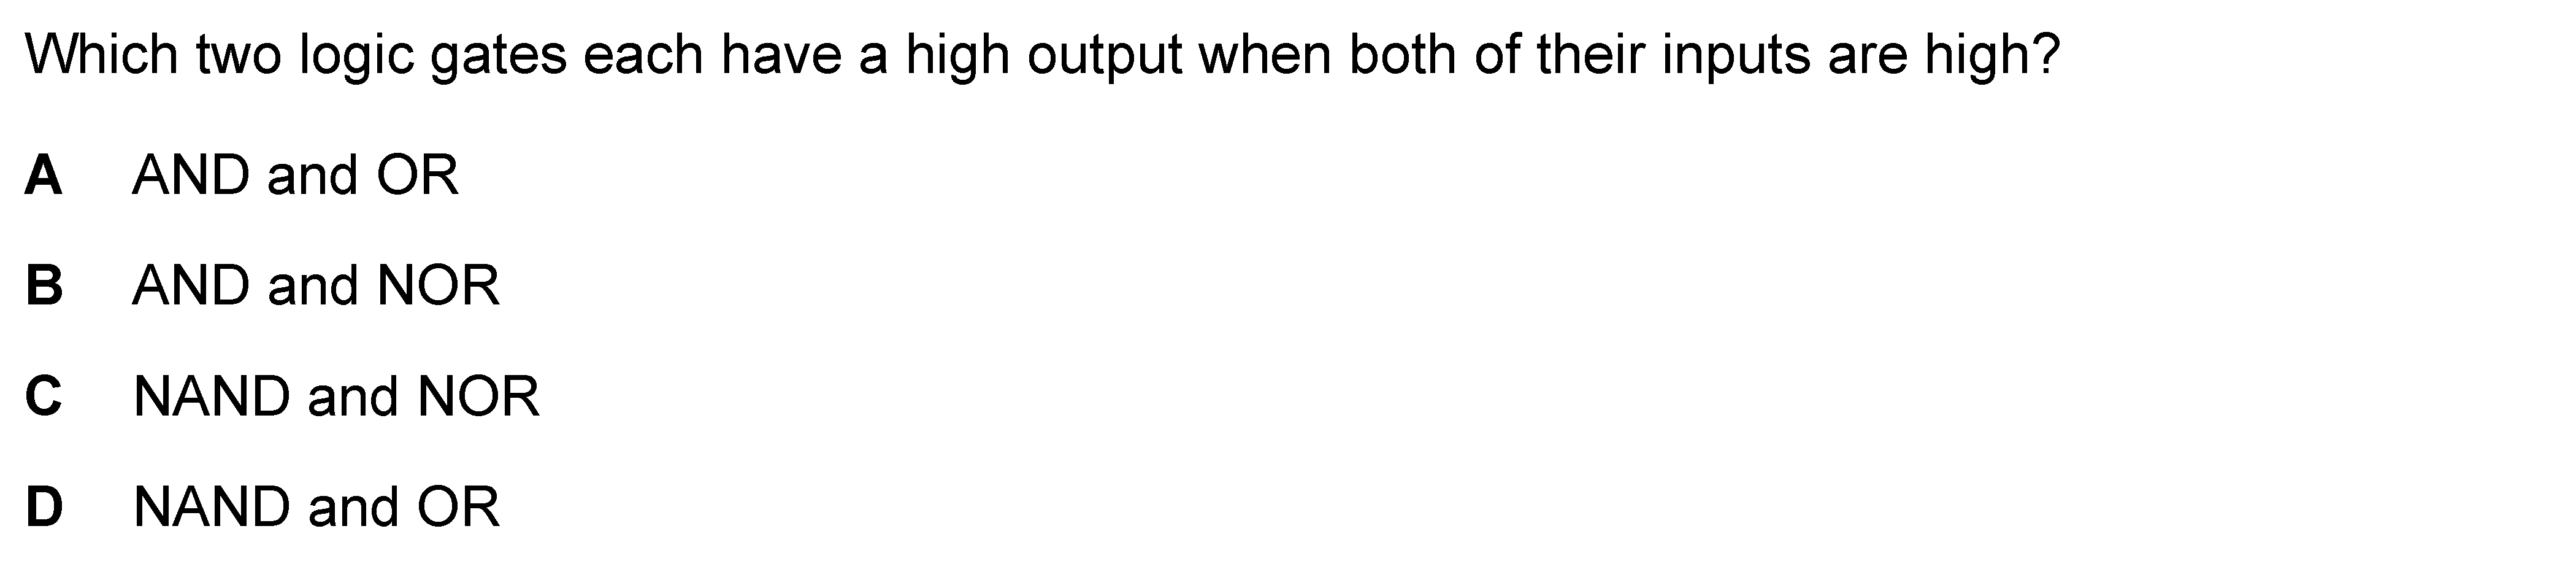 Which two logic gates each have a high output when both of their inputs are high?
A AND and OR
B AND and NOR
C NAND and NOR
D NAND and OR